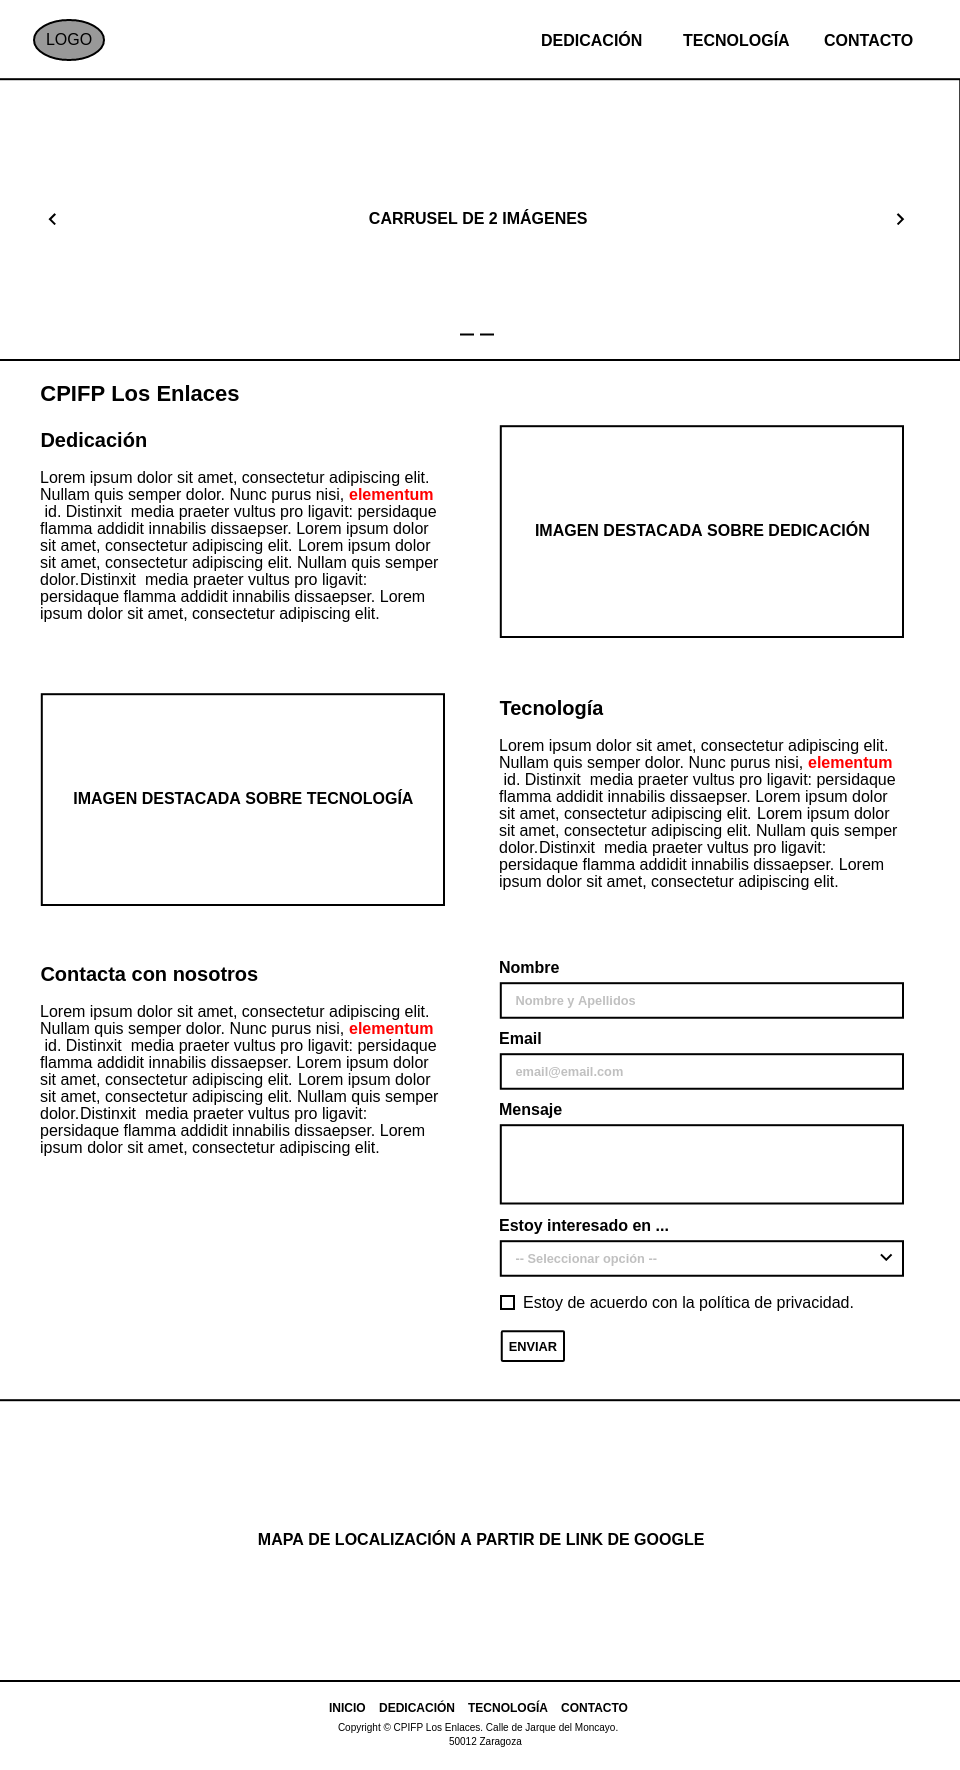 LOGO
DEDICACIÓN TECNOLOGÍA CONTACTO
CARRUSEL DE 2 IMÁGENES
CPIFP Los Enlaces
Dedicación
Lorem ipsum dolor sit amet, consectetur adipiscing elit.
Nullam quis semper dolor. Nunc purus nisi, elementum
id. Distinxit  media praeter vultus pro ligavit: persidaque
flamma addidit innabilis dissaepser. Lorem ipsum dolor
sit amet, consectetur adipiscing elit. Lorem ipsum dolor
sit amet, consectetur adipiscing elit. Nullam quis semper
dolor.Distinxit  media praeter vultus pro ligavit:
persidaque flamma addidit innabilis dissaepser. Lorem
ipsum dolor sit amet, consectetur adipiscing elit.
IMAGEN DESTACADA SOBRE DEDICACIÓN
IMAGEN DESTACADA SOBRE TECNOLOGÍA
Tecnología
Lorem ipsum dolor sit amet, consectetur adipiscing elit.
Nullam quis semper dolor. Nunc purus nisi, elementum
id. Distinxit  media praeter vultus pro ligavit: persidaque
flamma addidit innabilis dissaepser. Lorem ipsum dolor
sit amet, consectetur adipiscing elit. Lorem ipsum dolor
sit amet, consectetur adipiscing elit. Nullam quis semper
dolor.Distinxit  media praeter vultus pro ligavit:
persidaque flamma addidit innabilis dissaepser. Lorem
ipsum dolor sit amet, consectetur adipiscing elit.
Contacta con nosotros
Lorem ipsum dolor sit amet, consectetur adipiscing elit.
Nullam quis semper dolor. Nunc purus nisi, elementum
id. Distinxit  media praeter vultus pro ligavit: persidaque
flamma addidit innabilis dissaepser. Lorem ipsum dolor
sit amet, consectetur adipiscing elit. Lorem ipsum dolor
sit amet, consectetur adipiscing elit. Nullam quis semper
dolor.Distinxit  media praeter vultus pro ligavit:
persidaque flamma addidit innabilis dissaepser. Lorem
ipsum dolor sit amet, consectetur adipiscing elit.
Nombre
Nombre y Apellidos
Email
email@email.com
Mensaje
Estoy interesado en ...
-- Seleccionar opción --
Estoy de acuerdo con la política de privacidad.
ENVIAR
MAPA DE LOCALIZACIÓN A PARTIR DE LINK DE GOOGLE
INICIO DEDICACIÓN TECNOLOGÍA CONTACTO
Copyright © CPIFP Los Enlaces. Calle de Jarque del Moncayo.
50012 Zaragoza